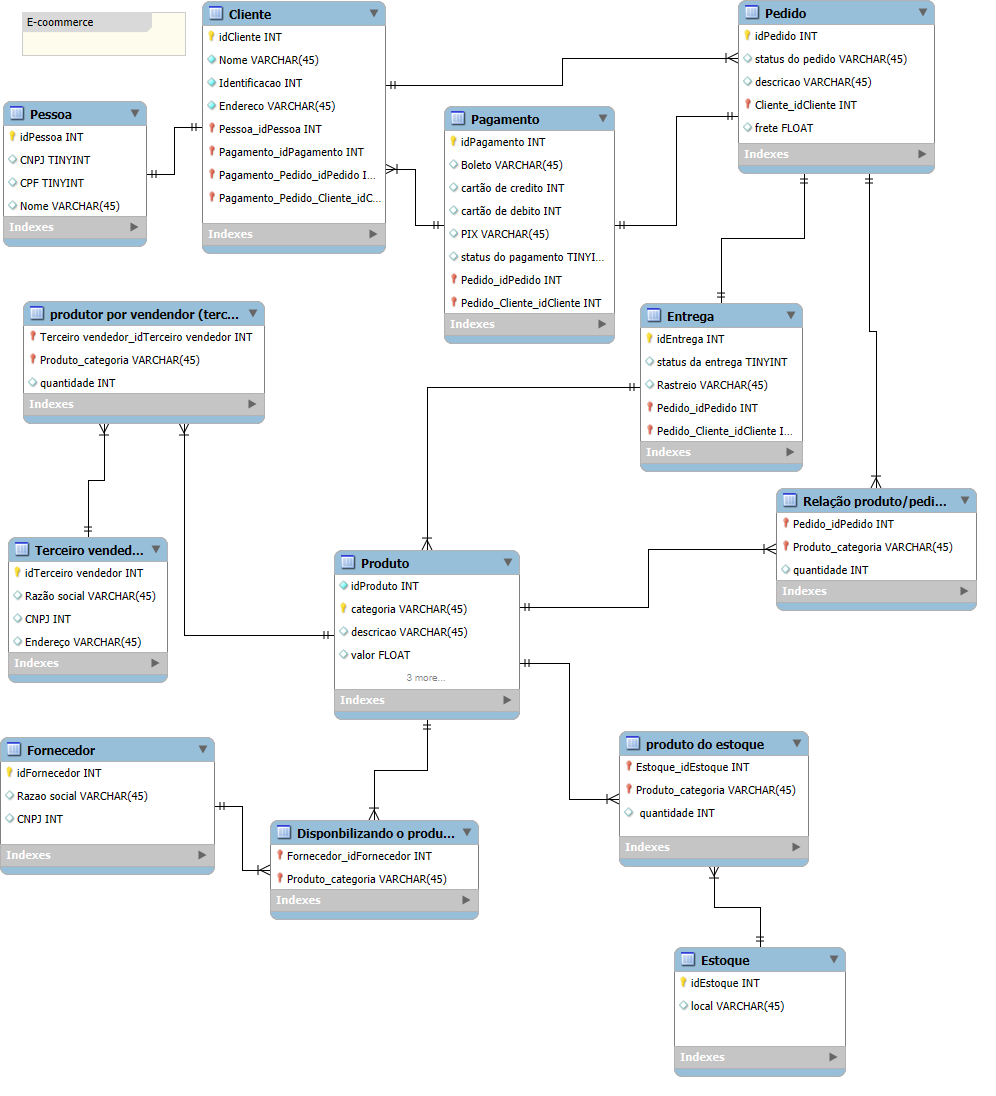 E-coommerce
Cliente
idCliente INT
Nome VARCHAR(45)
Identificacao INT
Endereco VARCHAR(45)
Pessoa_idPessoa INT
Pagamento_idPagamento INT
Pagamento_Pedido_idPedido I...
Pagamento_Pedido_Cliente_idC...
Indexes
Pedido
idPedido INT
status do pedido VARCHAR(45)
descricao VARCHAR(45)
Cliente_idCliente INT
frete FLOAT
Indexes
Pessoa
idPessoa INT
CNPJ TINYINT
CPF TINYINT
Nome VARCHAR(45)
Indexes
Pagamento
idPagamento INT
Boleto VARCHAR(45)
cartão de credito INT
cartão de debito INT
PIX VARCHAR(45)
status do pagamento TINYI...
Pedido_idPedido INT
Pedido_Cliente_idCliente INT
Indexes
produtor por vendendor (terc...
Terceiro vendedor_idTerceiro vendedor INT
Produto_categoria VARCHAR(45)
quantidade INT
Indexes
Entrega
idEntrega INT
status da entrega TINYINT
Rastreio VARCHAR(45)
Pedido_idPedido INT
Pedido_Cliente_idCliente I...
Indexes
Relação produto/pedi...
Pedido_idPedido INT
Produto_categoria VARCHAR(45)
quantidade INT
Indexes
Terceiro vended...
idTerceiro vendedor INT
Razão social VARCHAR(45)
CNPJ INT
Endereço VARCHAR(45)
Indexes
Produto
idProduto INT
categoria VARCHAR(45)
descricao VARCHAR(45)
valor FLOAT
3 more...
Indexes
Fornecedor
idFornecedor INT
Razao social VARCHAR(45)
CNPJ INT
Indexes
produto do estoque
Estoque_idEstoque INT
Produto_categoria VARCHAR(45)
quantidade INT
Indexes
Disponbilizando o produ...
Fornecedor_idFornecedor INT
Produto_categoria VARCHAR(45)
Indexes
Estoque
idEstoque INT
local VARCHAR(45)
Indexes